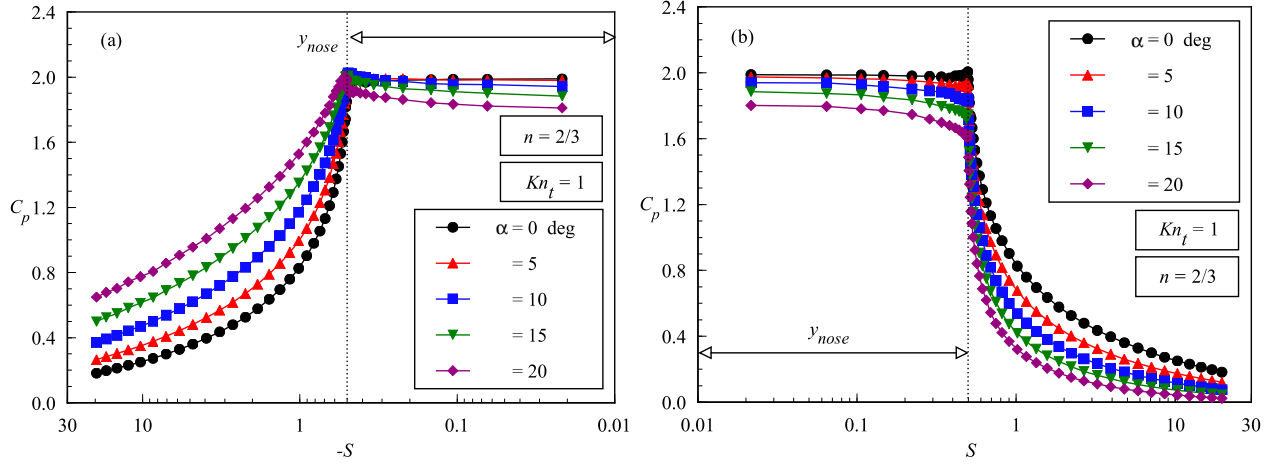 2.4
2.0
1.6
1.2
0.8
0.4
0.0
C_p
(a)
y_nose
n = 2/3
Kn_t = 1
α = 0 deg
= 5
= 10
= 15
= 20
30
10
1
0.1
0.01
-S
2.4
2.0
1.6
1.2
0.8
0.4
0.0
C_p
(b)
α = 0 deg
= 5
= 10
= 15
= 20
Kn_t = 1
n = 2/3
y_nose
0.01
0.1
1
10
30
S